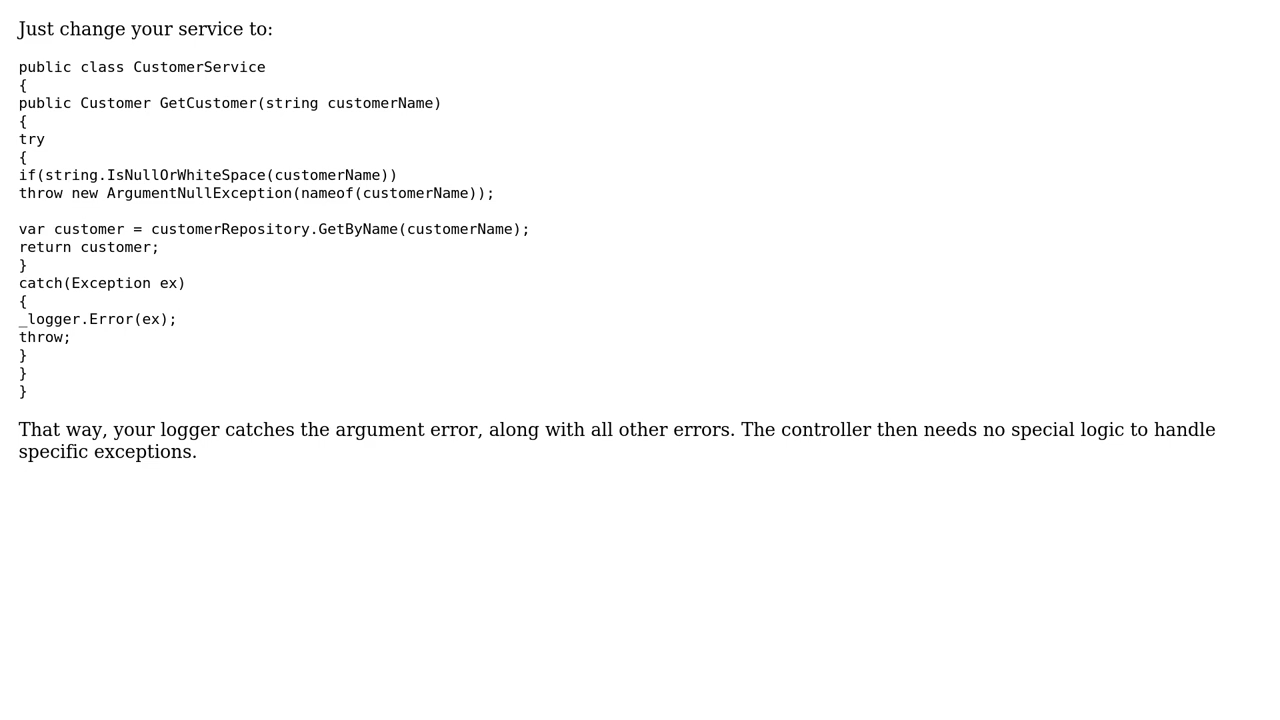 Just change your service to:
public class CustomerService
{
public Customer GetCustomer(string customerName)
{
try
{
if(string.IsNullOrWhiteSpace(customerName))
throw new ArgumentNullException(nameof(customerName));
var customer = customerRepository.GetByName(customerName);
return customer;
}
catch(Exception ex)
{
_logger.Error(ex);
throw;
}
}
}
That way, your logger catches the argument error, along with all other errors. The controller then needs no special logic to handle
specific exceptions.